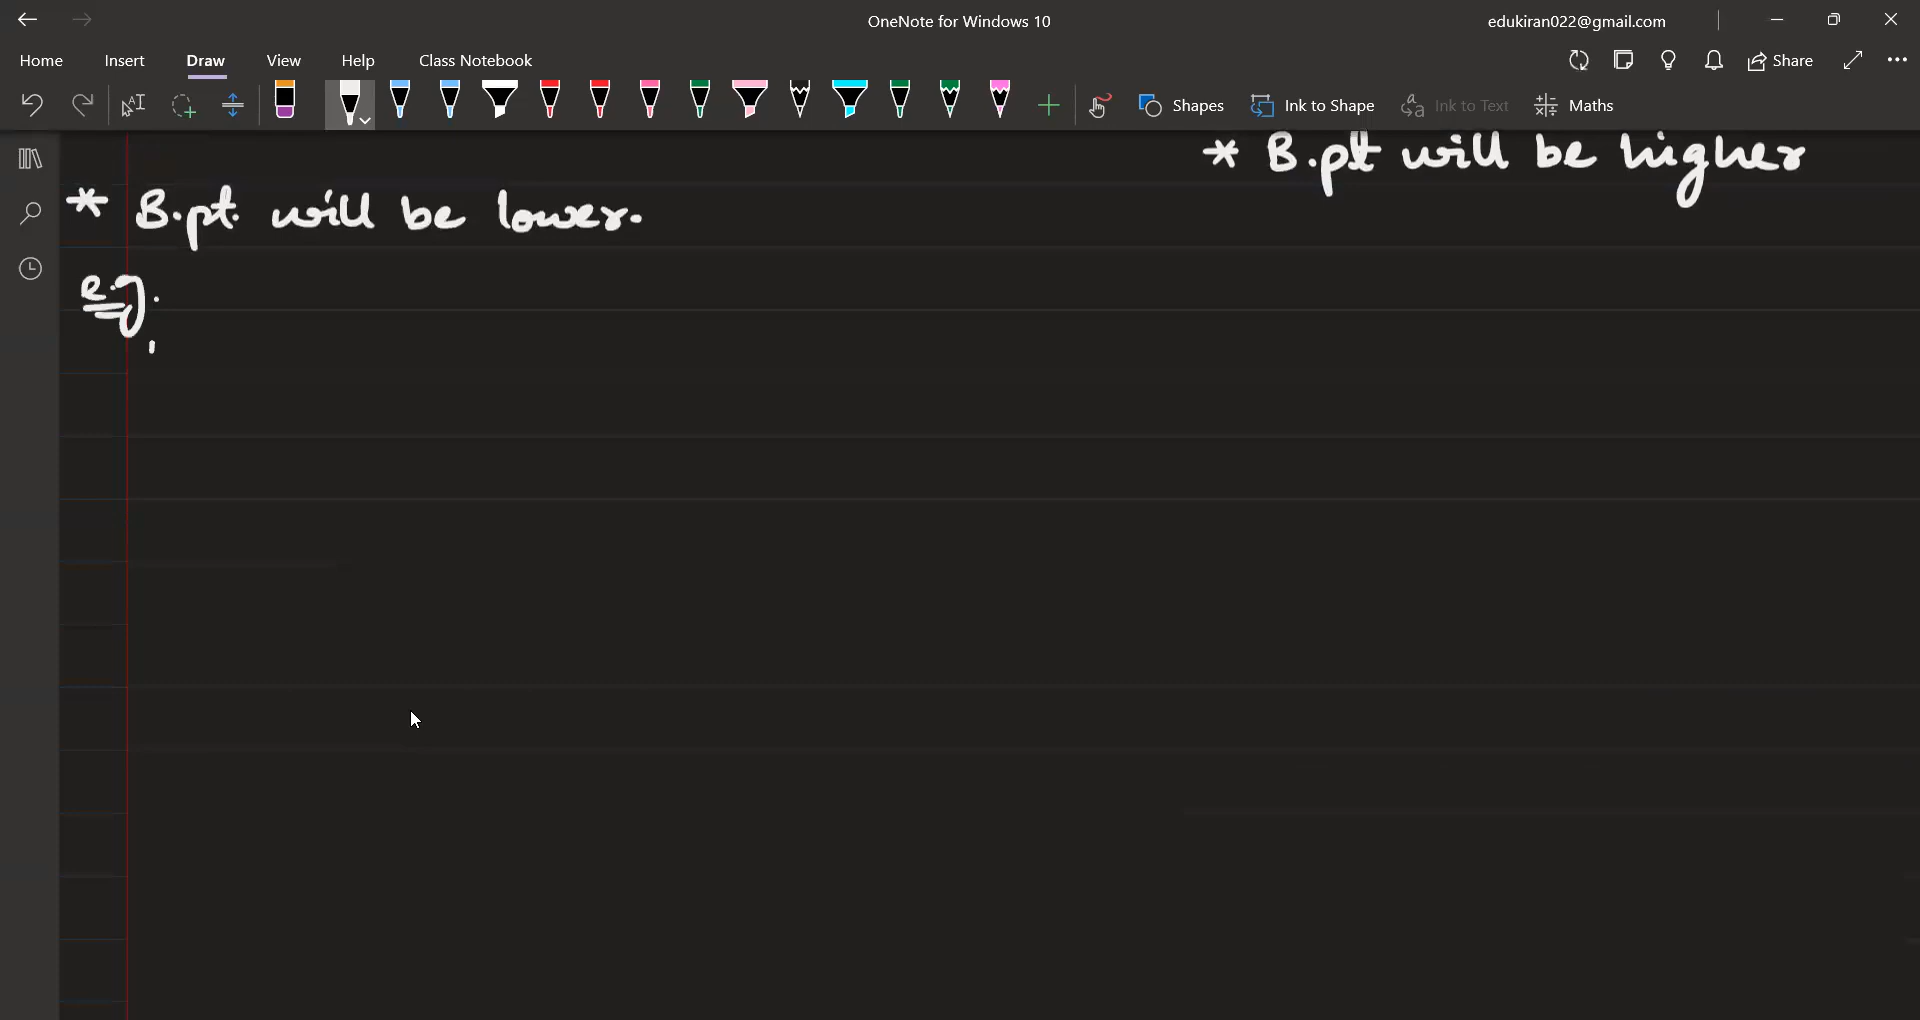 OneNote for Windows 10
edukiran022@gmail.com
Home Insert Draw View Help Class Notebook
Share
Shapes Ink to Shape Ink to Text Maths
* B.pt will be higher
* B.pt. will be lower.
e.g.